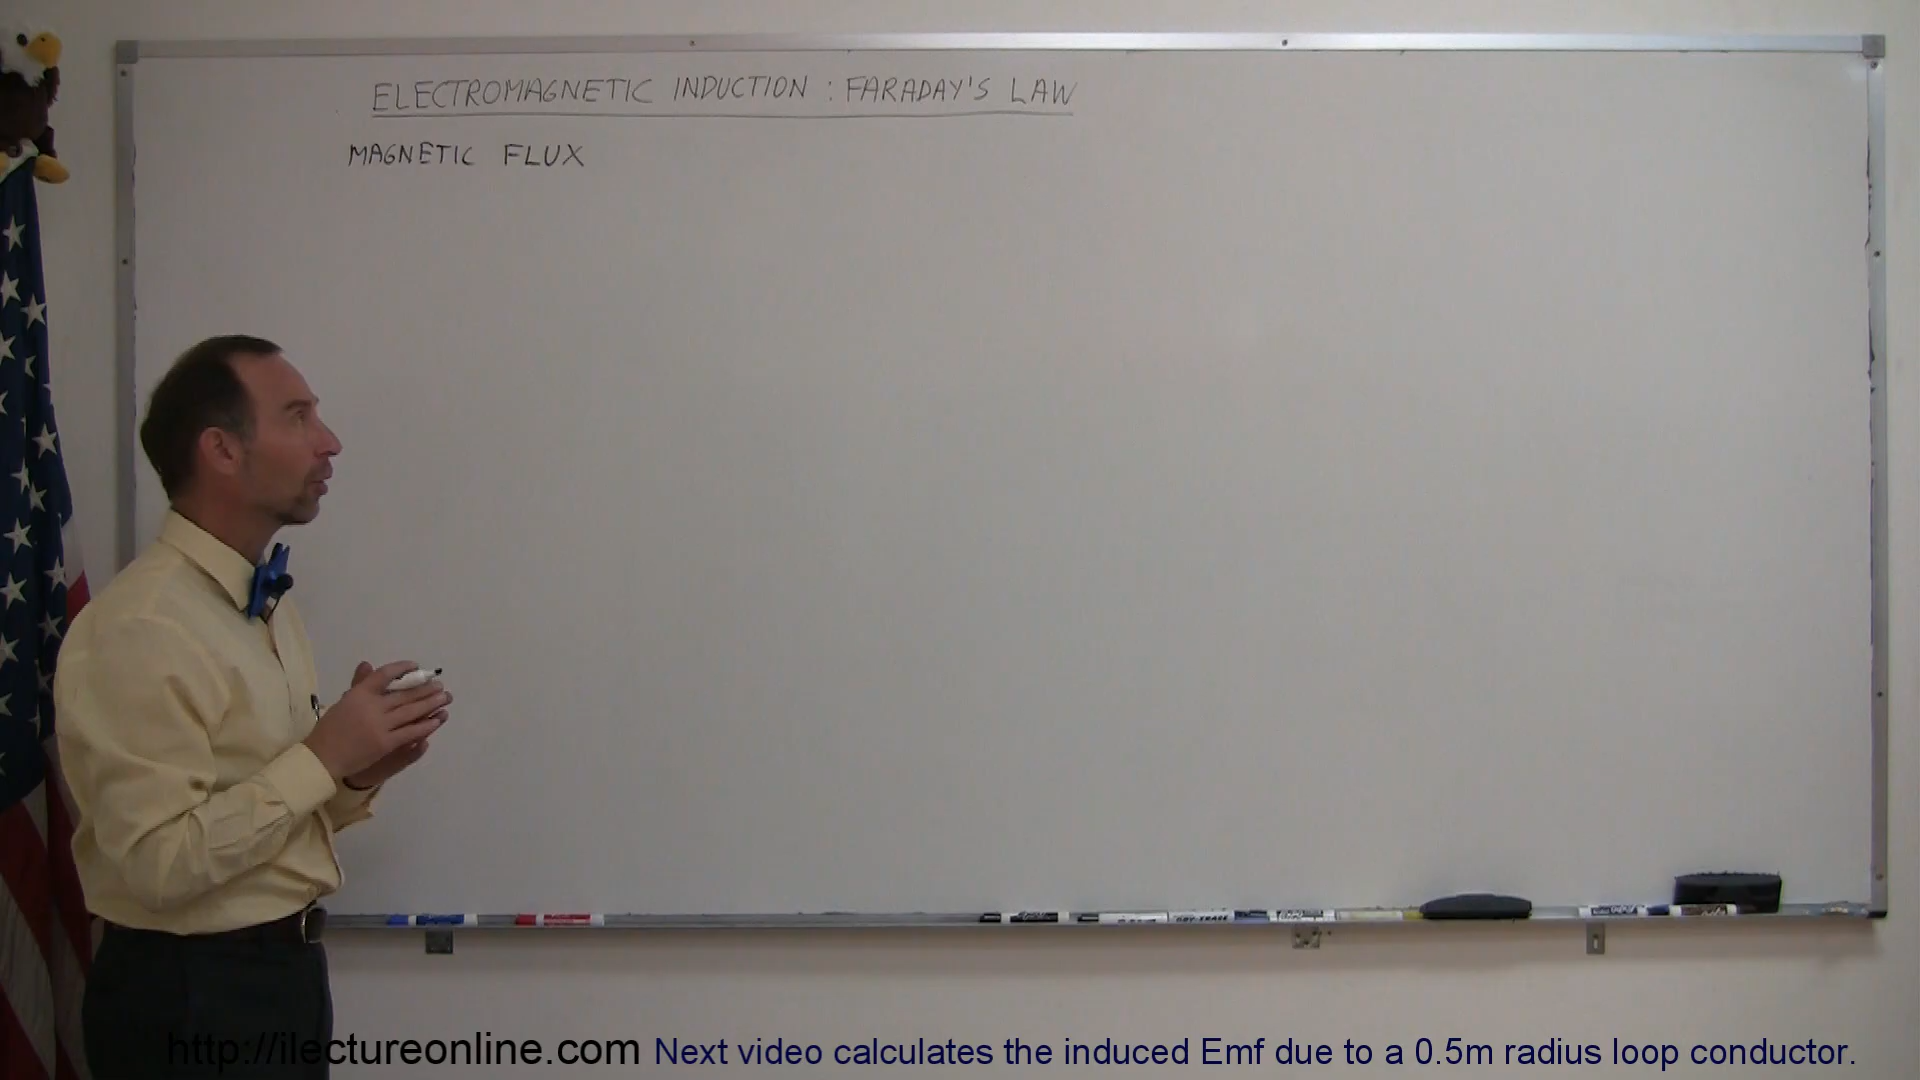 ELECTROMAGNETIC INDUCTION : FARADAY'S LAW
MAGNETIC FLUX
http://ilectureonline.com Next video calculates the induced Emf due to a 0.5m radius loop conductor.